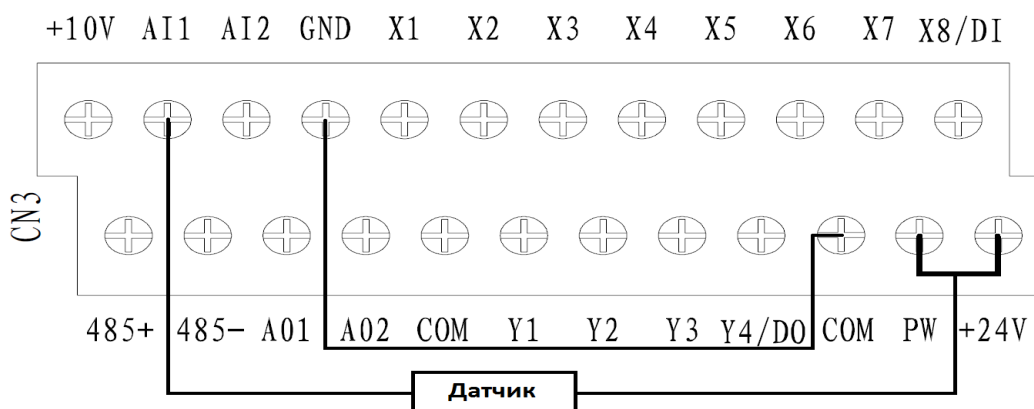 +10V AI1 AI2 GND X1 X2 X3 X4 X5 X6 X7 X8/DI
CN3
485+ 485- A01 A02 COM Y1 Y2 Y3 Y4/DO COM PW +24V
Датчик